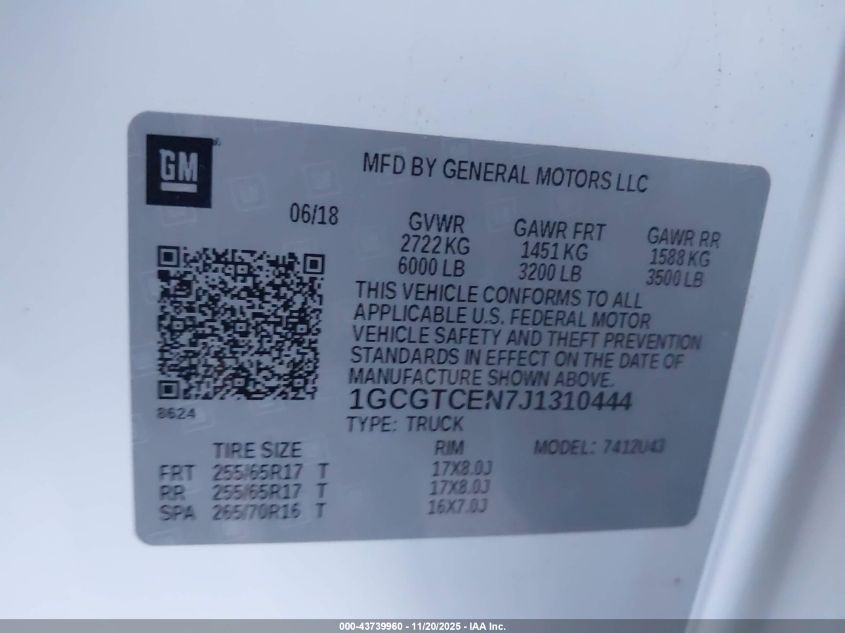 GM
MFD BY GENERAL MOTORS LLC
06/18
GVWR GAWR FRT GAWR RR
2722 KG 1451 KG 1588 KG
6000 LB 3200 LB 3500 LB
THIS VEHICLE CONFORMS TO ALL
APPLICABLE U.S. FEDERAL MOTOR
VEHICLE SAFETY AND THEFT PREVENTION
STANDARDS IN EFFECT ON THE DATE OF
MANUFACTURE SHOWN ABOVE.
8624
1GCGTCEN7J1310444
TYPE: TRUCK
TIRE SIZE RIM MODEL: 7412U43
FRT 255/65R17 T 17X8.0J
RR 255/65R17 T 17X8.0J
SPA 265/70R16 T 16X7.0J
000-43739960 - 11/20/2025 - IAA Inc.